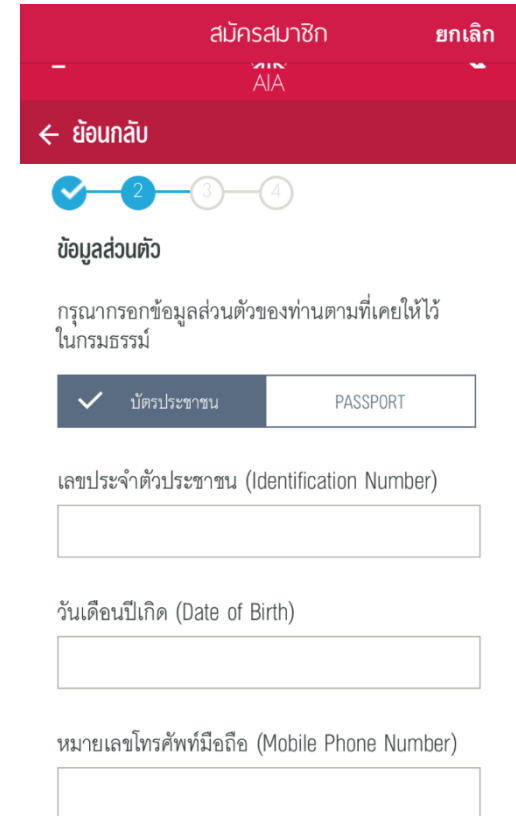 สมัครสมาชิก ยกเลิก
AIA
← ย้อนกลับ
2 3 4
ข้อมูลส่วนตัว
กรุณากรอกข้อมูลส่วนตัวของท่านตามที่เคยให้ไว้
ในกรมธรรม์
บัตรประชาชน PASSPORT
เลขประจำตัวประชาชน (Identification Number)
วันเดือนปีเกิด (Date of Birth)
หมายเลขโทรศัพท์มือถือ (Mobile Phone Number)